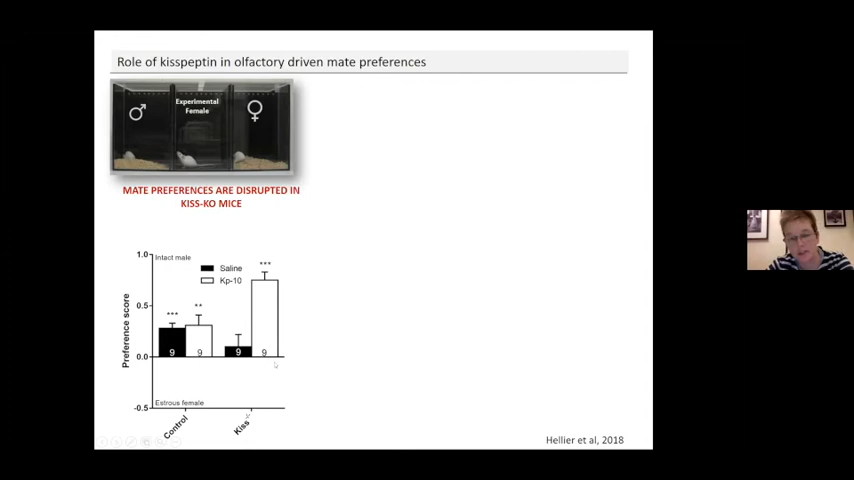 Role of kisspeptin in olfactory driven mate preferences
Experimental
Female
MATE PREFERENCES ARE DISRUPTED IN
KISS-KO MICE
1.0
Intact male
Saline
Kp-10
***
0.5
***
**
Preference score
9
9
9
9
0.0
Estrous female
-0.5
Control
Kiss
Hellier et al, 2018